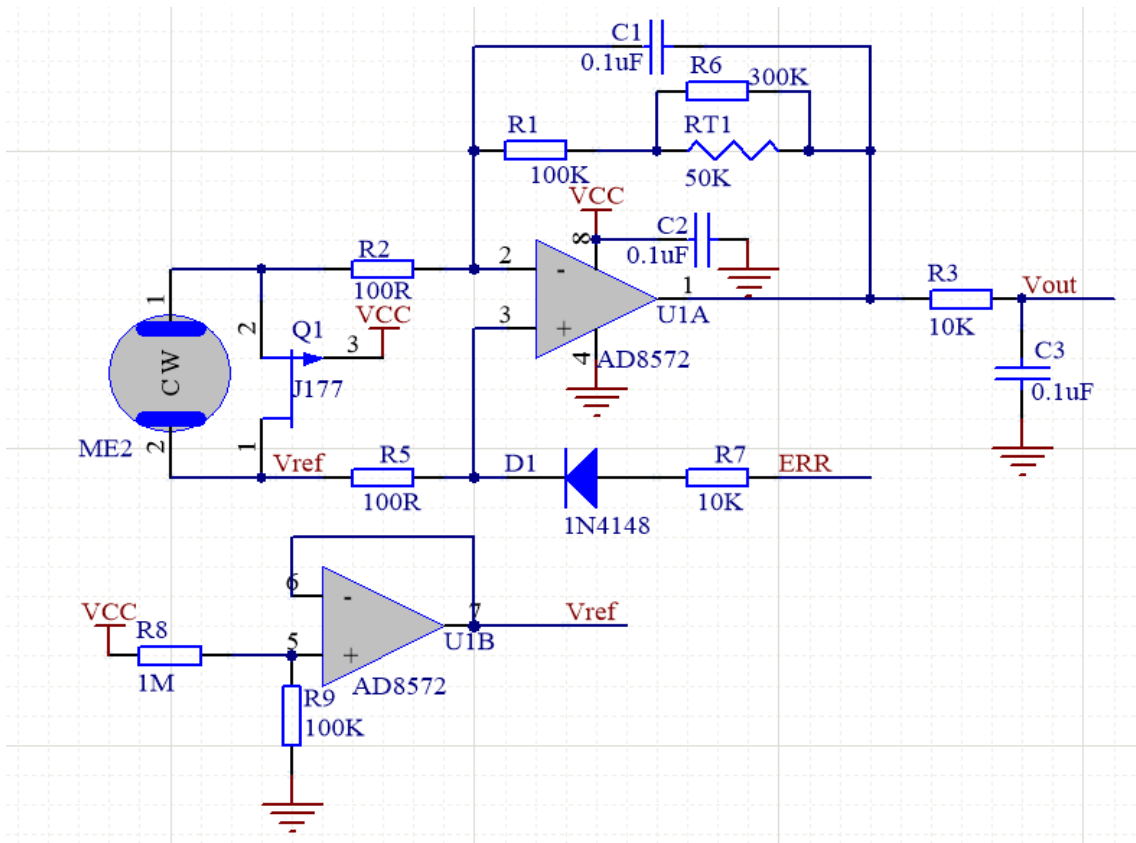 C1
0.1uF
R6
300K
R1
RT1
100K
50K
VCC
8
C2
0.1uF
R2
2
-
100R
1
R3
Vout
1
U1A
10K
VCC
3
+
2
Q1
3
4
AD8572
C3
CW
J177
0.1uF
ME2
2
1
Vref
R5
D1
R7
ERR
100R
1N4148
10K
6
-
VCC
7
Vref
R8
5
+
U1B
1M
AD8572
R9
100K